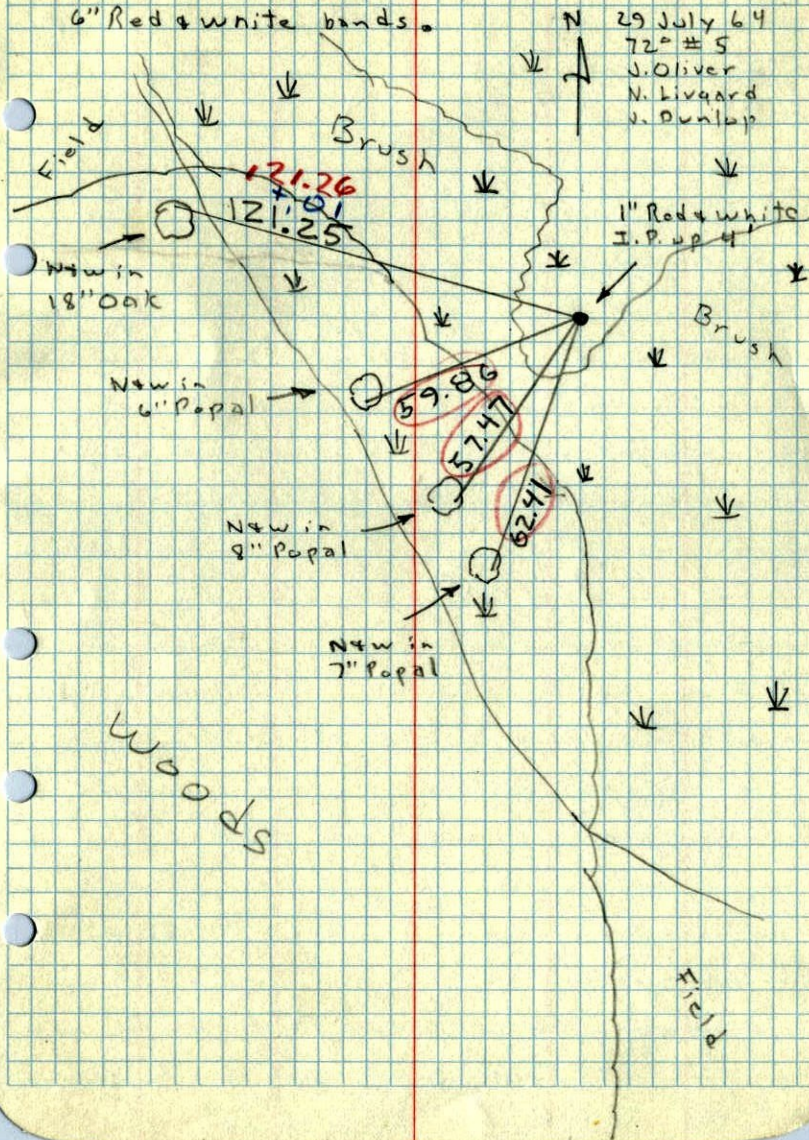 6" Red & white bands.
N
29 July 64
72° # 5
J. Oliver
N. Livgard
J. Dunlop
Field
Brush
121.26
+.01
121.25
1" Red & white
I.P. up 4'
N&W in
18" Oak
Brush
N&W in
6" Popal
59.86
57.47
62.41
N&W in
8" Popal
N&W in
7" Popal
Woods
Field